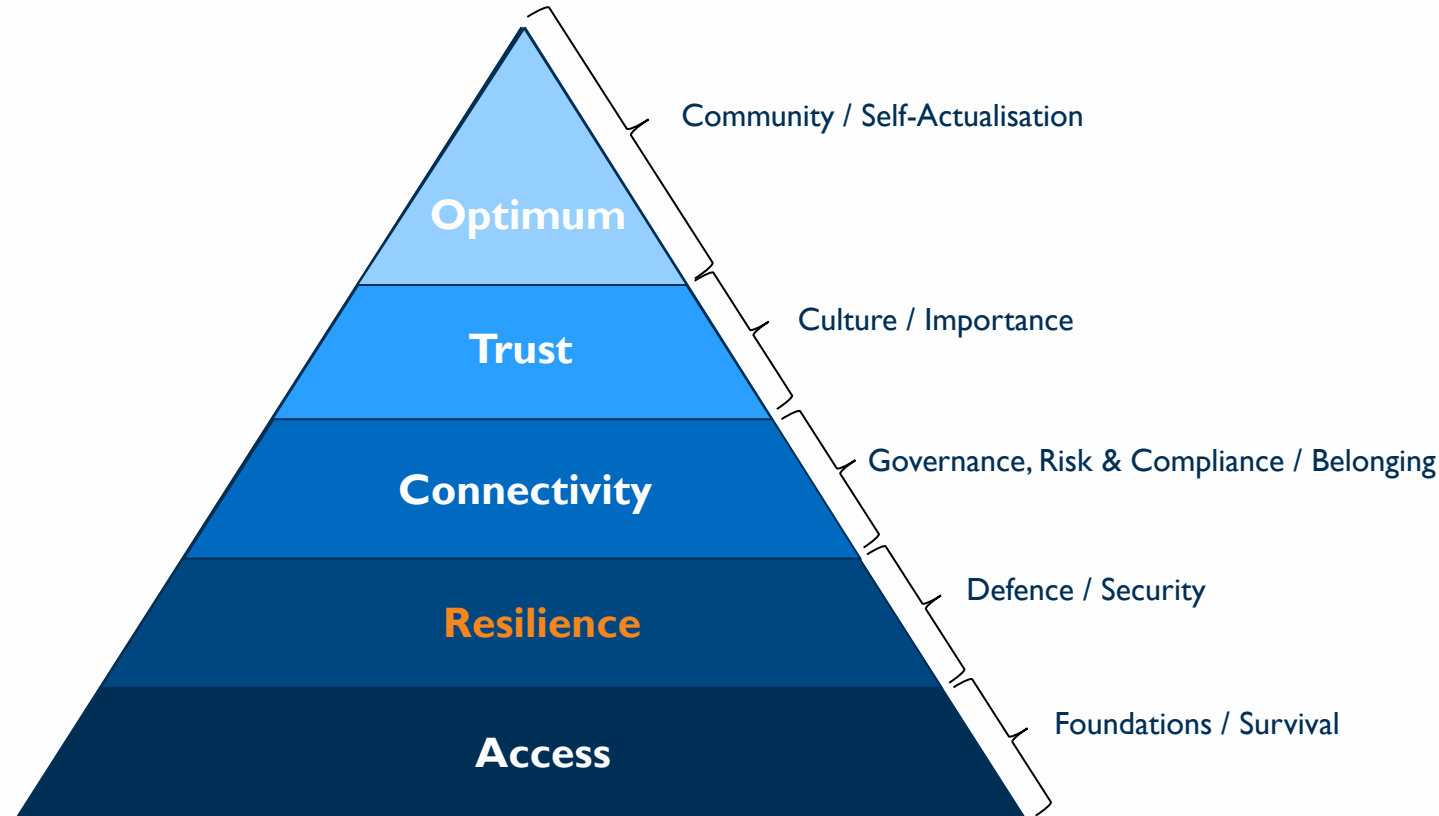 Community / Self-Actualisation
Optimum
Culture / Importance
Trust
Governance, Risk & Compliance / Belonging
Connectivity
Defence / Security
Resilience
Foundations / Survival
Access